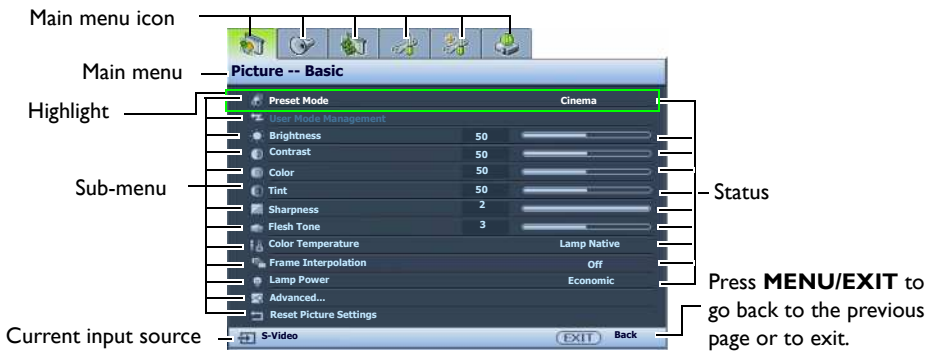 Main menu icon
Main menu
Picture -- Basic
Highlight
Preset Mode Cinema
User Mode Management
Brightness 50
Contrast 50
Color 50
Sub-menu
Tint 50
Status
Sharpness 2
Flesh Tone 3
Color Temperature Lamp Native
Frame Interpolation Off
Lamp Power Economic
Advanced...
Reset Picture Settings
Press MENU/EXIT to
go back to the previous
page or to exit.
Current input source
S-Video EXIT Back